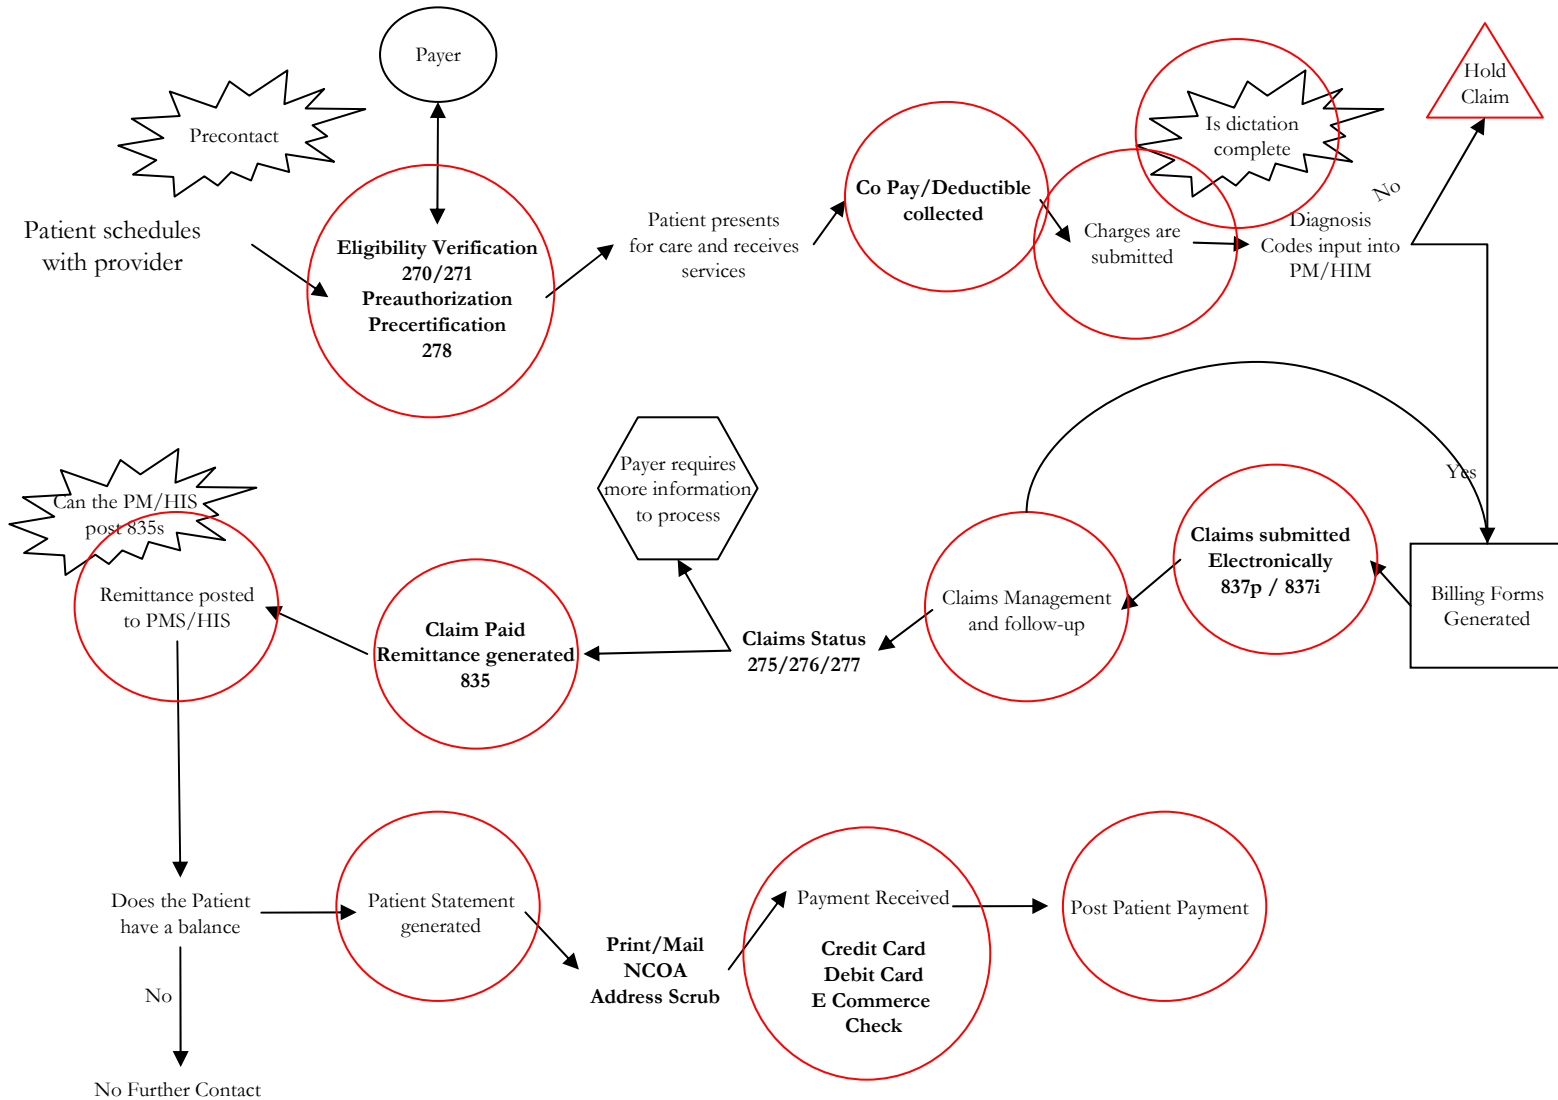 Payer
Precontact
Patient schedules
with provider
Eligibility Verification
270/271
Preauthorization
Precertification
278
Patient presents
for care and receives
services
Co Pay/Deductible
collected
Charges are
submitted
Is dictation
complete
Diagnosis
Codes input into
PM/HIM
No
Hold
Claim
Yes
Billing Forms
Generated
Claims submitted
Electronically
837p / 837i
Claims Management
and follow-up
Claims Status
275/276/277
Payer requires
more information
to process
Claim Paid
Remittance generated
835
Can the PM/HIS
post 835s
Remittance posted
to PMS/HIS
Does the Patient
have a balance
No
No Further Contact
Patient Statement
generated
Print/Mail
NCOA
Address Scrub
Payment Received
Credit Card
Debit Card
E Commerce
Check
Post Patient Payment